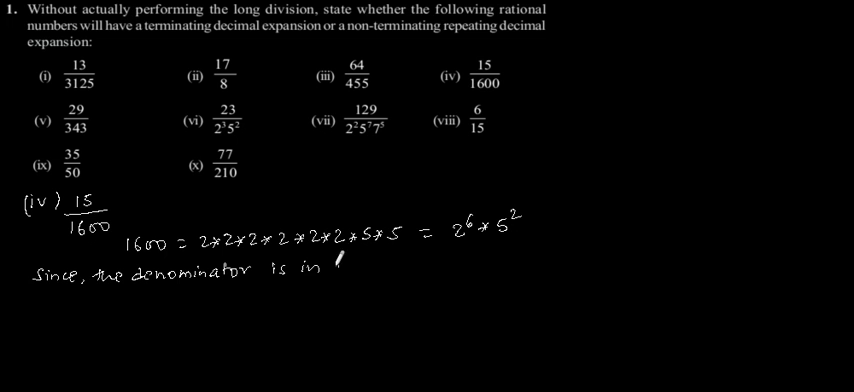 1. Without actually performing the long division, state whether the following rational
numbers will have a terminating decimal expansion or a non-terminating repeating decimal
expansion:
(i) 13/3125 (ii) 17/8 (iii) 64/455 (iv) 15/1600
(v) 29/343 (vi) 23/2³5² (vii) 129/2²5⁷7⁵ (viii) 6/15
(ix) 35/50 (x) 77/210
(iv) 15/1600
1600 = 2*2*2*2*2*2*5*5 = 2⁶*5²
Since, the denominator is in